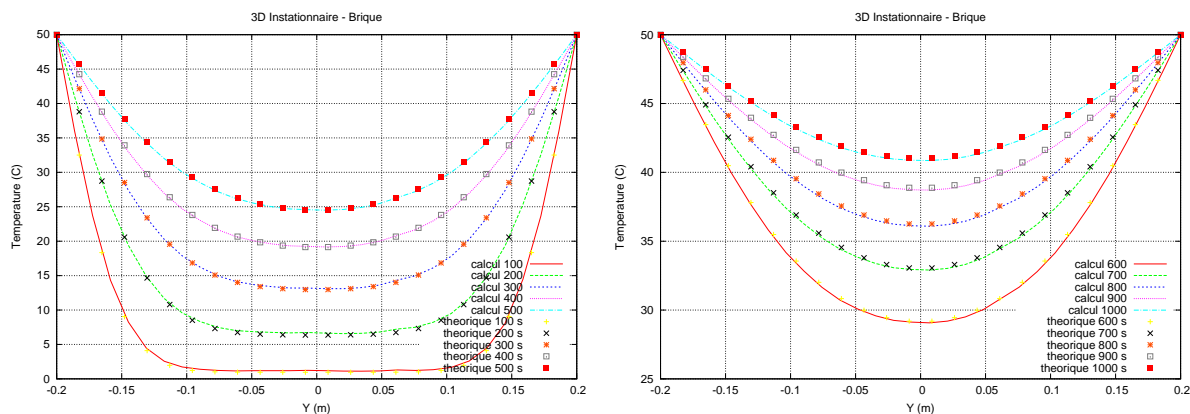 3D Instationnaire - Brique
50
45
40
35
30
25
20
15
10
5
0
Temperature (C)
-0.2
-0.15
-0.1
-0.05
0
0.05
0.1
0.15
0.2
Y (m)
calcul 100
calcul 200
calcul 300
calcul 400
calcul 500
theorique 100 s
theorique 200 s
theorique 300 s
theorique 400 s
theorique 500 s
3D Instationnaire - Brique
50
45
40
35
30
25
Temperature (C)
-0.2
-0.15
-0.1
-0.05
0
0.05
0.1
0.15
0.2
Y (m)
calcul 600
calcul 700
calcul 800
calcul 900
calcul 1000
theorique 600 s
theorique 700 s
theorique 800 s
theorique 900 s
theorique 1000 s